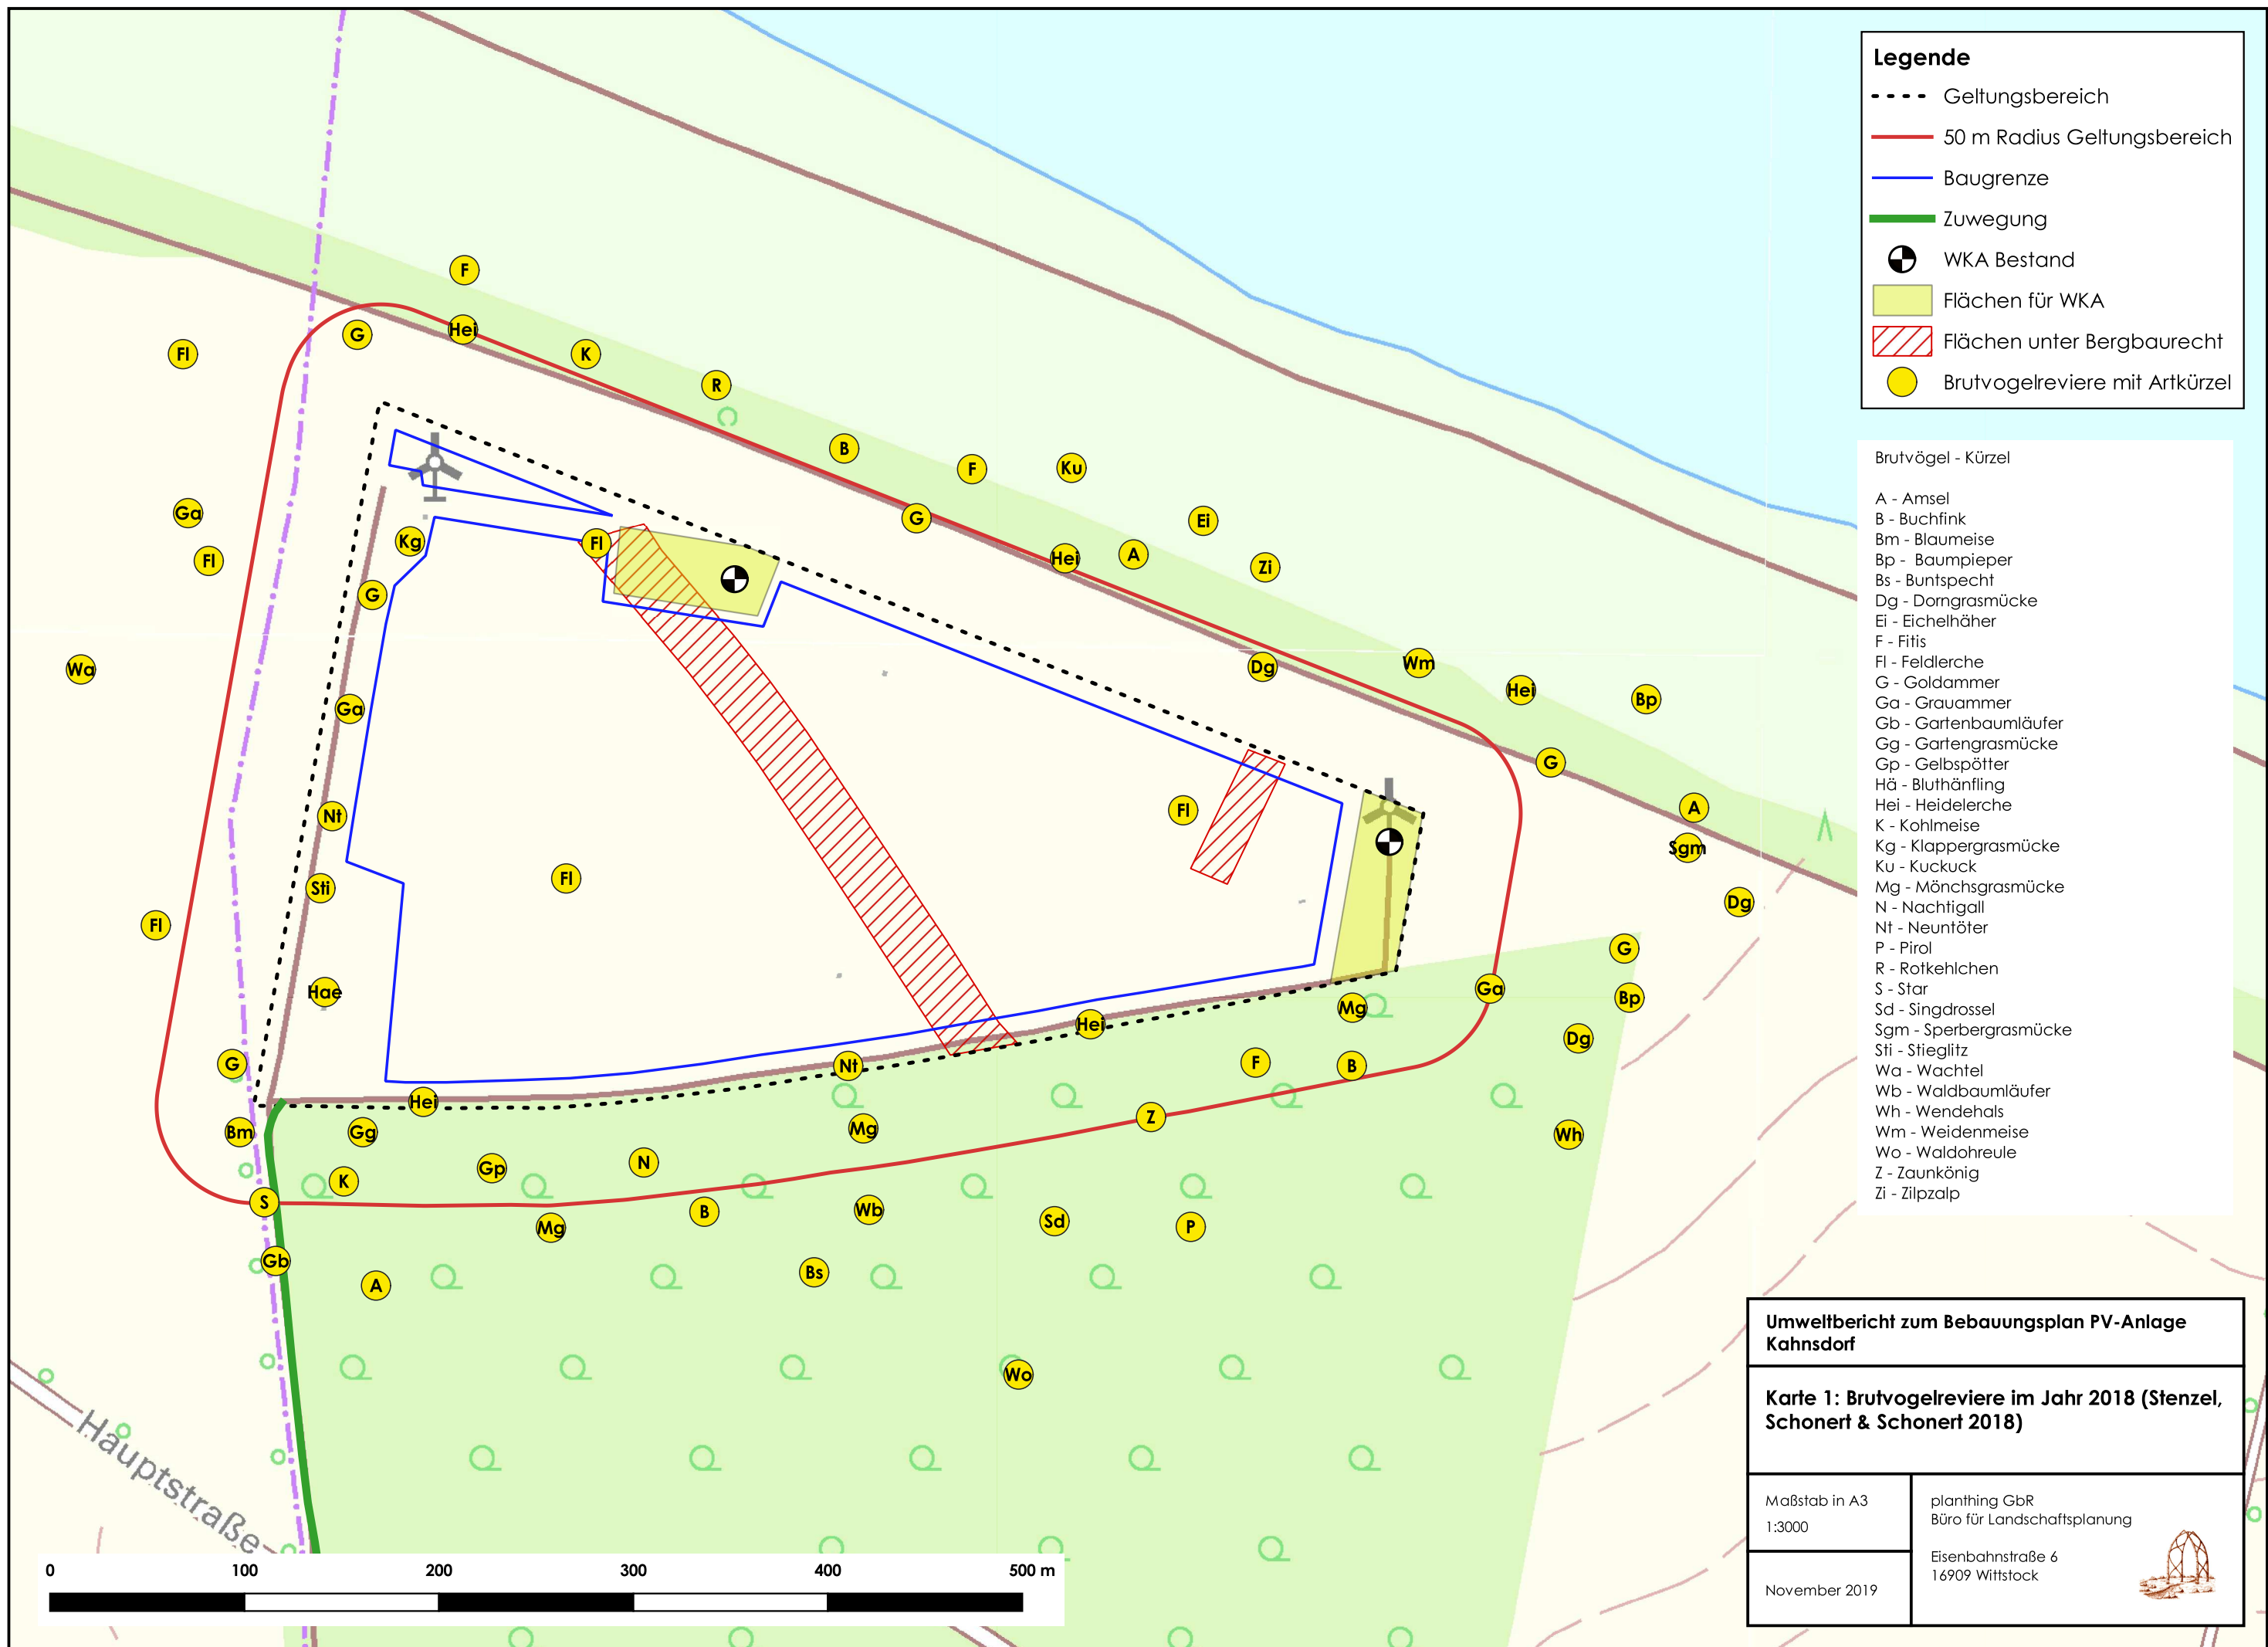 Legende
Geltungsbereich
50 m Radius Geltungsbereich
Baugrenze
Zuwegung
WKA Bestand
Flächen für WKA
Flächen unter Bergbaurecht
Brutvogelreviere mit Artkürzel
Brutvögel - Kürzel
A - Amsel
B - Buchfink
Bm - Blaumeise
Bp - Baumpieper
Bs - Buntspecht
Dg - Dorngrasmücke
Ei - Eichelhäher
F - Fitis
Fl - Feldlerche
G - Goldammer
Ga - Grauammer
Gb - Gartenbaumläufer
Gg - Gartengrasmücke
Gp - Gelbspötter
Hä - Bluthänfling
Hei - Heidelerche
K - Kohlmeise
Kg - Klappergrasmücke
Ku - Kuckuck
Mg - Mönchsgrasmücke
N - Nachtigall
Nt - Neuntöter
P - Pirol
R - Rotkehlchen
S - Star
Sd - Singdrossel
Sgm - Sperbergrasmücke
Sti - Stieglitz
Wa - Wachtel
Wb - Waldbaumläufer
Wh - Wendehals
Wm - Weidenmeise
Wo - Waldohreule
Z - Zaunkönig
Zi - Zilpzalp
F
Hei
G
Fl
K
R
B
F
Ku
G
Ei
Hei
A
Zi
Ga
Fl
Kg
Fl
G
Wa
Ga
Dg
Wm
Hei
Bp
G
A
Sgm
Dg
Nt
Fl
Sti
Fl
Fl
Hae
G
Bp
Ga
Mg
Hei
Dg
G
Nt
F
B
Hei
Z
Bm
Gg
Mg
Wh
K
Gp
N
S
Mg
B
Wb
Sd
P
Gb
A
Bs
Wo
Hauptstraße
0
100
200
300
400
500 m
Umweltbericht zum Bebauungsplan PV-Anlage
Kahnsdorf
Karte 1: Brutvogelreviere im Jahr 2018 (Stenzel,
Schonert & Schonert 2018)
Maßstab in A3
1:3000
November 2019
planthing GbR
Büro für Landschaftsplanung
Eisenbahnstraße 6
16909 Wittstock